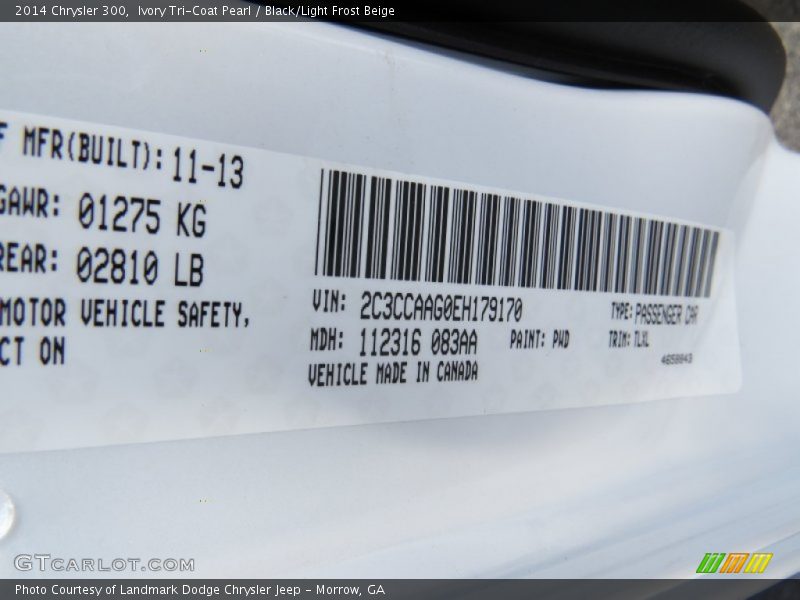 2014 Chrysler 300, Ivory Tri-Coat Pearl / Black/Light Frost Beige
F MFR(BUILT): 11-13
GAWR: 01275 KG
REAR: 02810 LB
MOTOR VEHICLE SAFETY,
CT ON
VIN: 2C3CCAAG0EH179170
TYPE: PASSENGER CAR
MDH: 112316 083AA
PAINT: PWD
TRIM: TLXL
VEHICLE MADE IN CANADA
GTCARLOT.COM
Photo Courtesy of Landmark Dodge Chrysler Jeep - Morrow, GA